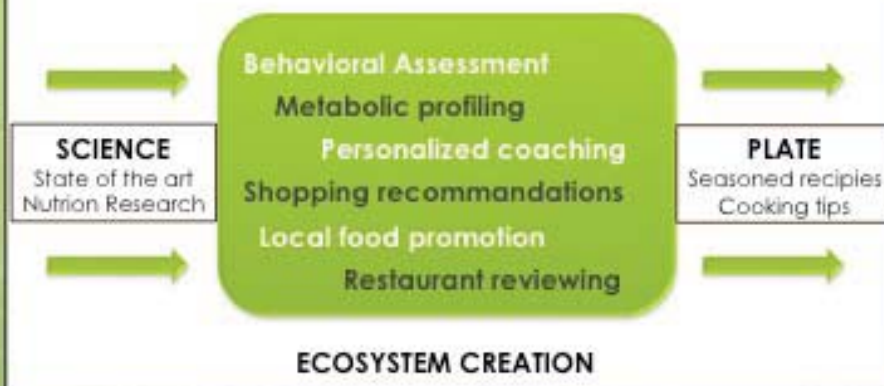 SCIENCE
State of the art
Nutrion Research
Behavioral Assessment
Metabolic profiling
Personalized coaching
Shopping recommandations
Local food promotion
Restaurant reviewing
PLATE
Seasoned recipies
Cooking tips
ECOSYSTEM CREATION